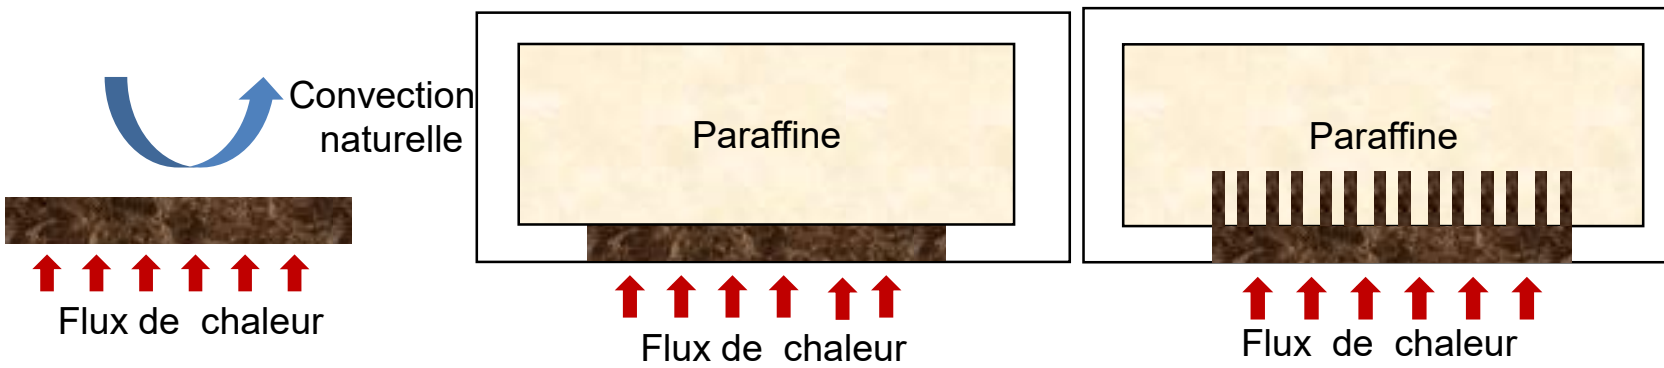 Convection
naturelle
Flux de chaleur
Paraffine
Flux de chaleur
Paraffine
Flux de chaleur